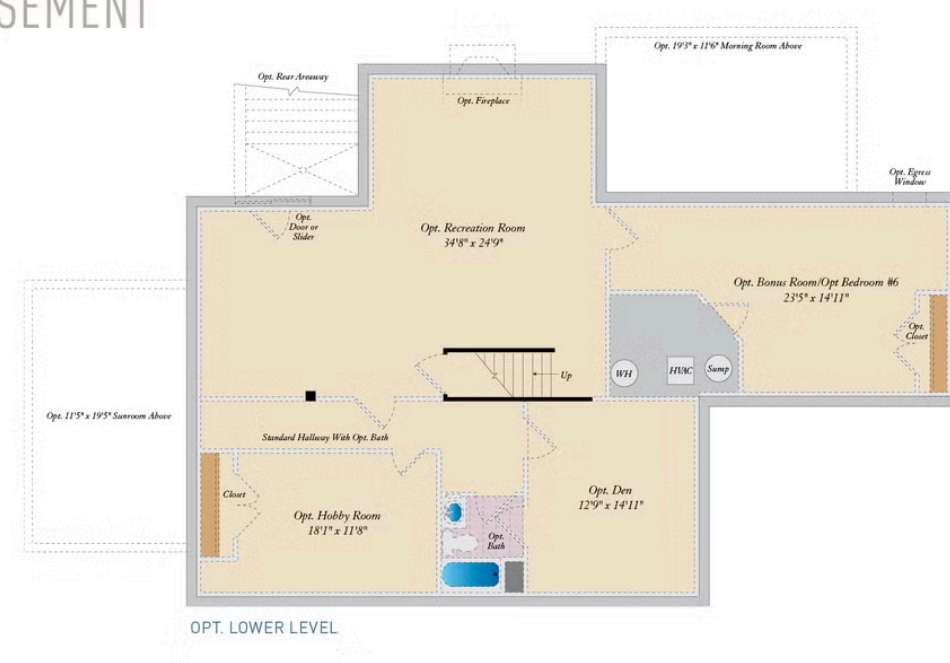 SEMENT
Opt. 19'3" x 11'6" Morning Room Above
Opt. Rear Areaway
Opt. Fireplace
Opt. Egress
Window
Opt.
Door or
Slider
Opt. Recreation Room
34'8" x 24'9"
Opt. Bonus Room/Opt Bedroom #6
23'5" x 14'11"
Opt.
Closet
WH
HVAC
Sump
Up
Opt. 11'5" x 19'5" Sunroom Above
Standard Hallway With Opt. Bath
Closet
Opt. Hobby Room
18'1" x 11'8"
Opt.
Bath
Opt. Den
12'9" x 14'11"
OPT. LOWER LEVEL